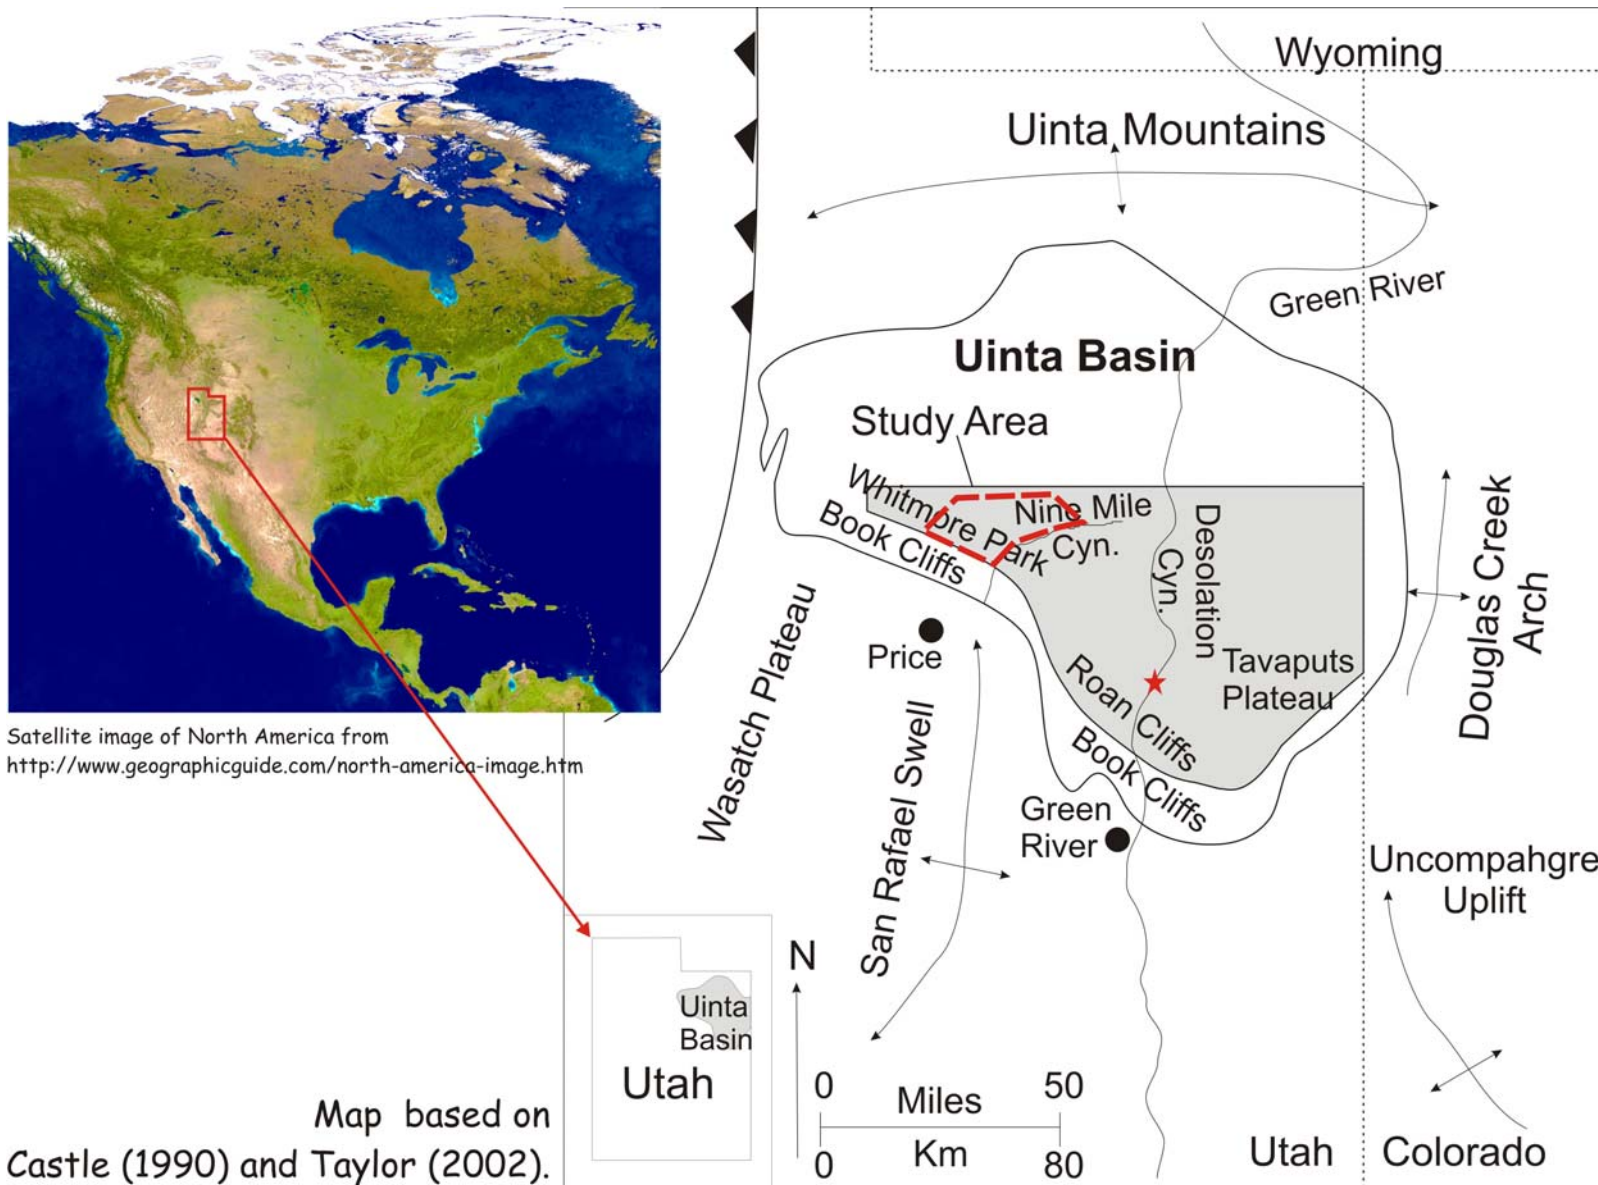 Wyoming
Uinta Mountains
Green River
Uinta Basin
Study Area
Whitmore Park
Nine Mile
Cyn.
Book Cliffs
Desolation
Cyn.
Douglas Creek
Arch
Price
Wasatch Plateau
San Rafael Swell
Roan Cliffs
Tavaputs
Plateau
Book Cliffs
Green
River
Uncompahgre
Uplift
Satellite image of North America from
http://www.geographicguide.com/north-america-image.htm
N
Uinta
Basin
Utah
0 50
Miles
Km
0 80
Utah
Colorado
Map based on
Castle (1990) and Taylor (2002).